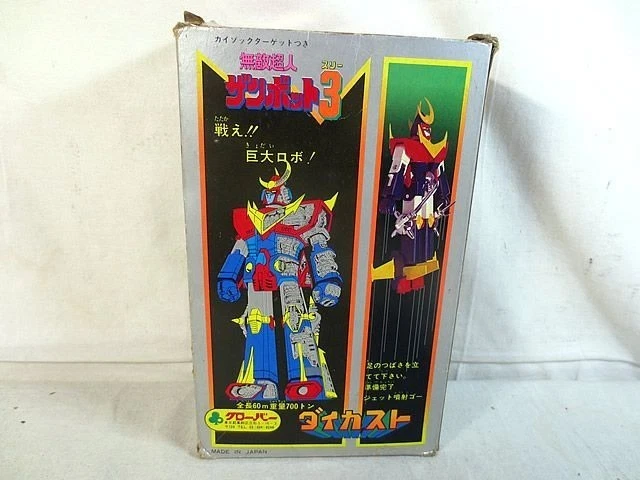 カイゾックターゲットつき
無敵超人
スリー
ザンボット3
たたか
戦え!!
きょだい
巨大ロボ!
足のつばさを立
てて下さい。
準備完了
ジェット噴射ゴー
全長60m重量700トン
クローバー
ダイカスト
MADE IN JAPAN